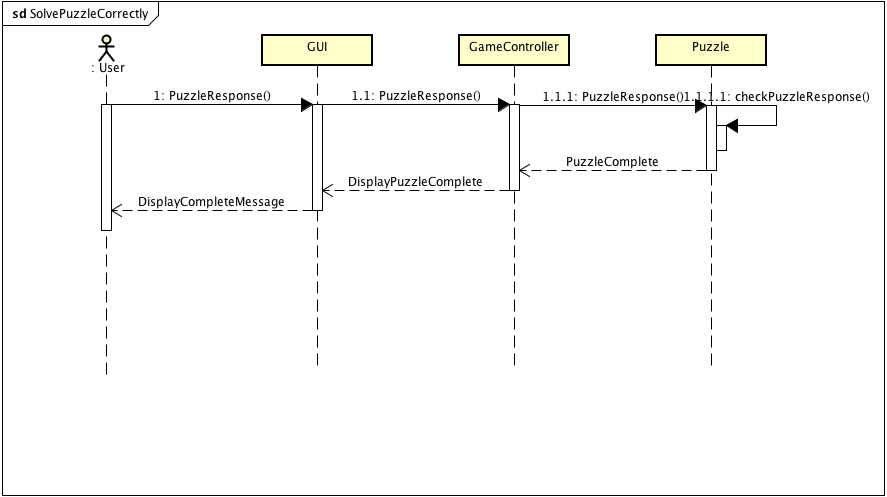 sd SolvePuzzleCorrectly
: User
GUI
GameController
Puzzle
1: PuzzleResponse()
1.1: PuzzleResponse()
1.1.1: PuzzleResponse()
1.1.1.1: checkPuzzleResponse()
PuzzleComplete
DisplayPuzzleComplete
DisplayCompleteMessage